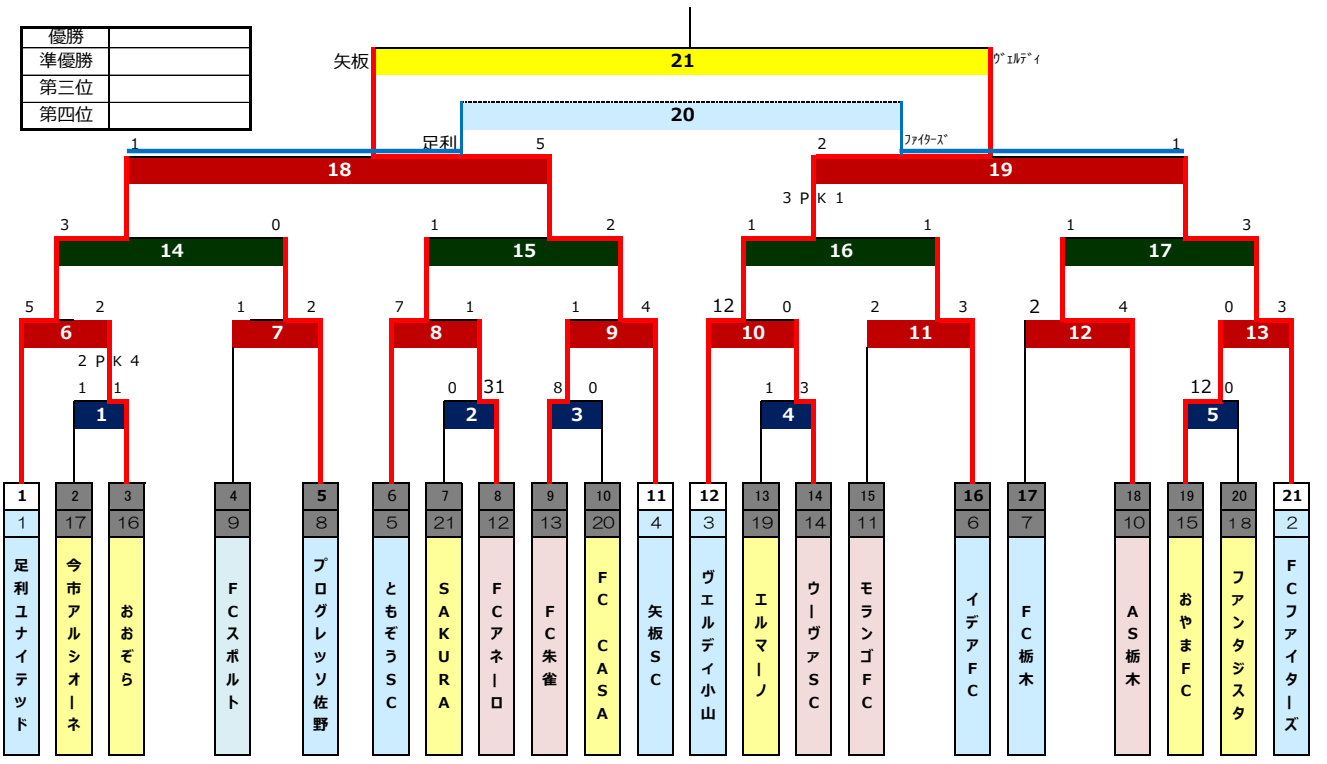 優勝
準優勝
第三位
第四位
矢板 21 ヴェルディ
20
足利 ファイターズ
1 5 2 1
18 19
3 PK 1
3 0 1 2 1 1 1 3
14 15 16 17
5 2 1 2 7 1 1 4 12 0 2 3 2 4 0 3
6 7 8 9 10 11 12 13
2 PK 4
1 1 0 31 8 0 1 3 12 0
1 2 3 4 5
1 2 3 4 5 6 7 8 9 10 11 12 13 14 15 16 17 18 19 20 21
1 17 16 9 8 5 21 12 13 20 4 3 19 14 11 6 7 10 15 18 2
足利ユナイテッド
今市アルシオーネ
おおぞら
FCスポルト
プログレッソ佐野
ともぞうSC
SAKURA
FCアネーロ
FC朱雀
FC CASA
矢板SC
ヴェルディ小山
エルマーノ
ウーヴァSC
モランゴFC
イデアFC
FC栃木
AS栃木
おやまFC
ファンタジスタ
FCファイターズ